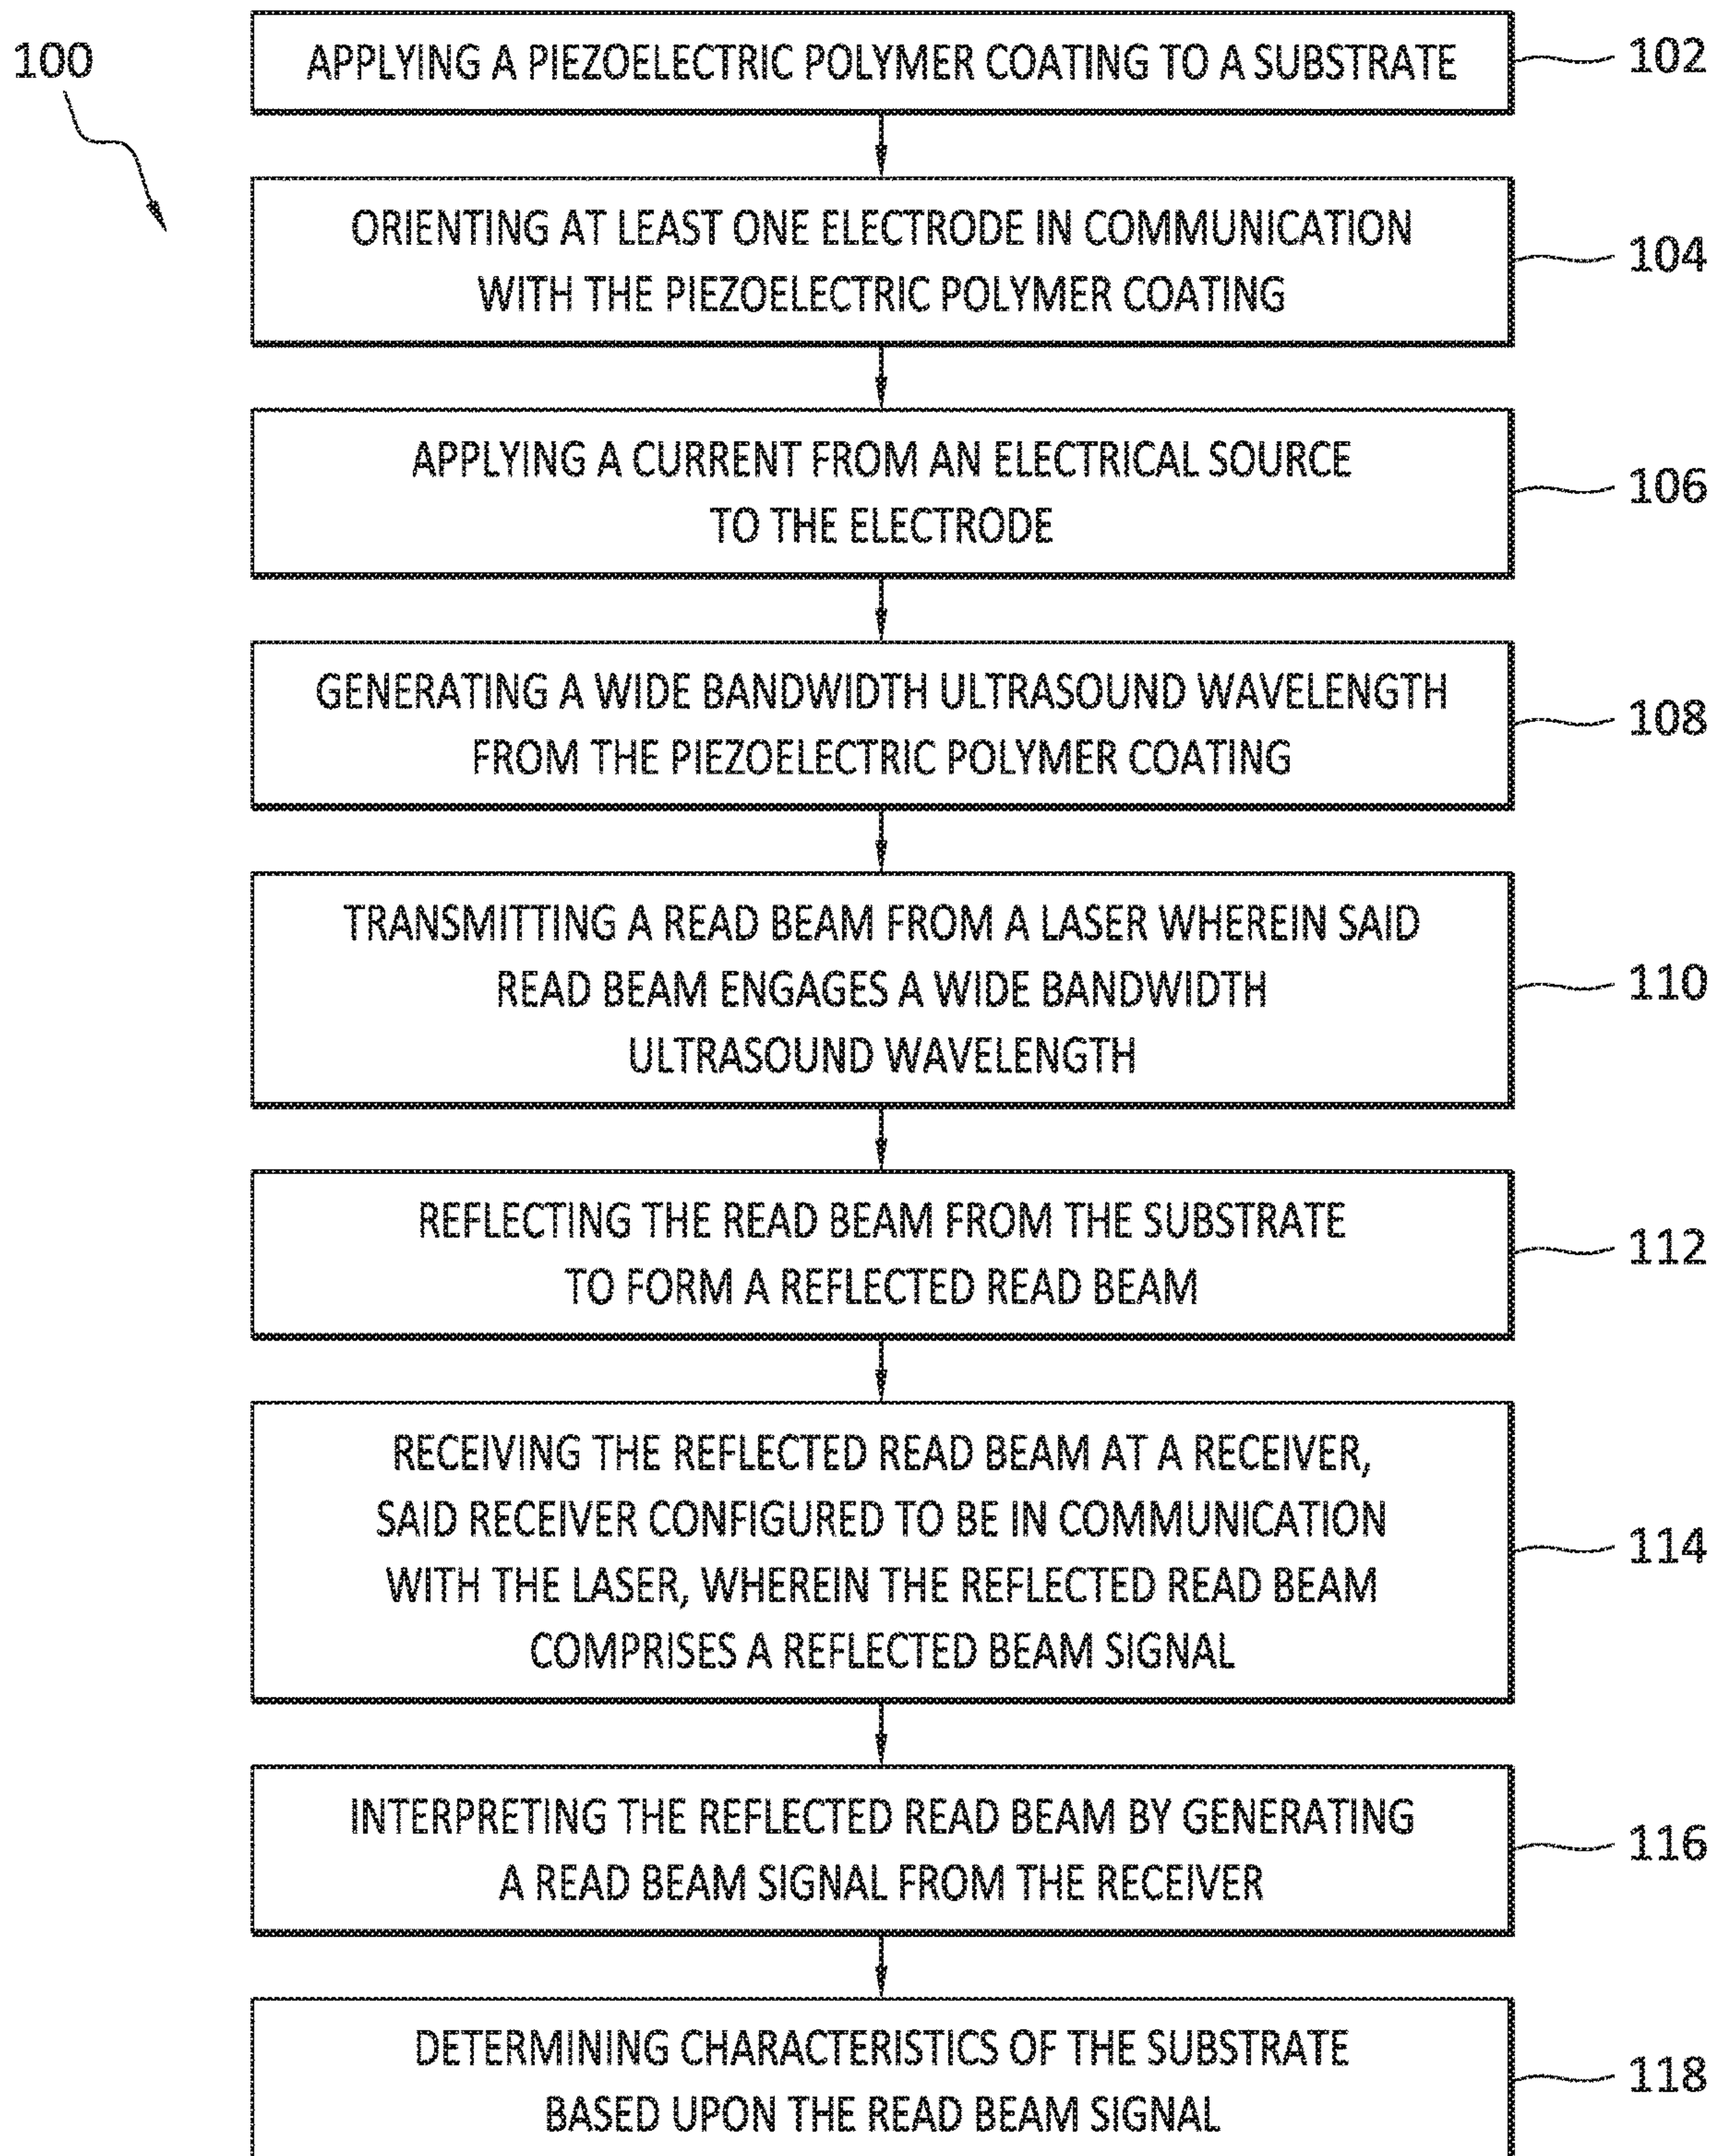 100
APPLYING A PIEZOELECTRIC POLYMER COATING TO A SUBSTRATE
102
ORIENTING AT LEAST ONE ELECTRODE IN COMMUNICATION
WITH THE PIEZOELECTRIC POLYMER COATING
104
APPLYING A CURRENT FROM AN ELECTRICAL SOURCE
TO THE ELECTRODE
106
GENERATING A WIDE BANDWIDTH ULTRASOUND WAVELENGTH
FROM THE PIEZOELECTRIC POLYMER COATING
108
TRANSMITTING A READ BEAM FROM A LASER WHEREIN SAID
READ BEAM ENGAGES A WIDE BANDWIDTH
ULTRASOUND WAVELENGTH
110
REFLECTING THE READ BEAM FROM THE SUBSTRATE
TO FORM A REFLECTED READ BEAM
112
RECEIVING THE REFLECTED READ BEAM AT A RECEIVER,
SAID RECEIVER CONFIGURED TO BE IN COMMUNICATION
WITH THE LASER, WHEREIN THE REFLECTED READ BEAM
COMPRISES A REFLECTED BEAM SIGNAL
114
INTERPRETING THE REFLECTED READ BEAM BY GENERATING
A READ BEAM SIGNAL FROM THE RECEIVER
116
DETERMINING CHARACTERISTICS OF THE SUBSTRATE
BASED UPON THE READ BEAM SIGNAL
118